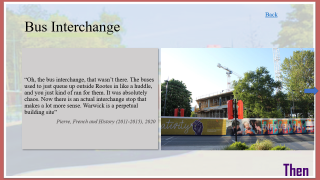 Back
Bus Interchange
“Oh, the bus interchange, that wasn’t there. The buses
used to just queue up outside Rootes in like a huddle,
and you just kind of ran for them. It was absolutely
chaos. Now there is an actual interchange stop that
makes a lot more sense. Warwick is a perpetual
building site”
Pierre, French and History (2011-2015), 2020
Then